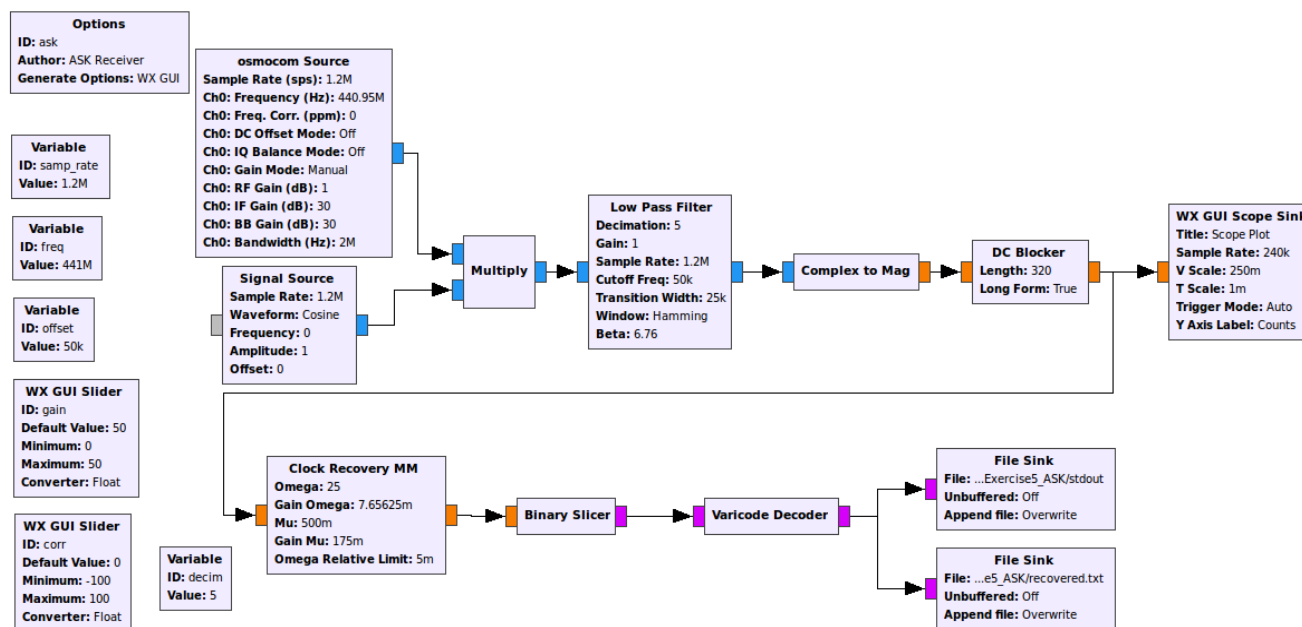 Options
ID: ask
Author: ASK Receiver
Generate Options: WX GUI
Variable
ID: samp_rate
Value: 1.2M
Variable
ID: freq
Value: 441M
Variable
ID: offset
Value: 50k
WX GUI Slider
ID: gain
Default Value: 50
Minimum: 0
Maximum: 50
Converter: Float
WX GUI Slider
ID: corr
Default Value: 0
Minimum: -100
Maximum: 100
Converter: Float
Variable
ID: decim
Value: 5
osmocom Source
Sample Rate (sps): 1.2M
Ch0: Frequency (Hz): 440.95M
Ch0: Freq. Corr. (ppm): 0
Ch0: DC Offset Mode: Off
Ch0: IQ Balance Mode: Off
Ch0: Gain Mode: Manual
Ch0: RF Gain (dB): 1
Ch0: IF Gain (dB): 30
Ch0: BB Gain (dB): 30
Ch0: Bandwidth (Hz): 2M
Signal Source
Sample Rate: 1.2M
Waveform: Cosine
Frequency: 0
Amplitude: 1
Offset: 0
Multiply
Low Pass Filter
Decimation: 5
Gain: 1
Sample Rate: 1.2M
Cutoff Freq: 50k
Transition Width: 25k
Window: Hamming
Beta: 6.76
Complex to Mag
DC Blocker
Length: 320
Long Form: True
WX GUI Scope Sink
Title: Scope Plot
Sample Rate: 240k
V Scale: 250m
T Scale: 1m
Trigger Mode: Auto
Y Axis Label: Counts
Clock Recovery MM
Omega: 25
Gain Omega: 7.65625m
Mu: 500m
Gain Mu: 175m
Omega Relative Limit: 5m
Binary Slicer
Varicode Decoder
File Sink
File: ...Exercise5_ASK/stdout
Unbuffered: Off
Append file: Overwrite
File Sink
File: ...e5_ASK/recovered.txt
Unbuffered: Off
Append file: Overwrite